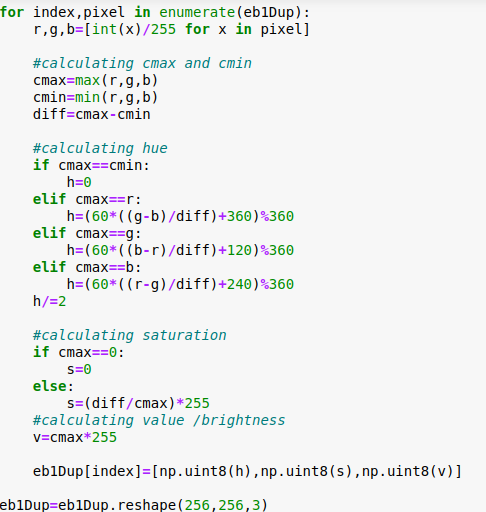 for index,pixel in enumerate(eb1Dup):
    r,g,b=[int(x)/255 for x in pixel]

    #calculating cmax and cmin
    cmax=max(r,g,b)
    cmin=min(r,g,b)
    diff=cmax-cmin

    #calculating hue
    if cmax==cmin:
        h=0
    elif cmax==r:
        h=(60*((g-b)/diff)+360)%360
    elif cmax==g:
        h=(60*((b-r)/diff)+120)%360
    elif cmax==b:
        h=(60*((r-g)/diff)+240)%360
    h/=2

    #calculating saturation
    if cmax==0:
        s=0
    else:
        s=(diff/cmax)*255
    #calculating value /brightness
    v=cmax*255

    eb1Dup[index]=[np.uint8(h),np.uint8(s),np.uint8(v)]

eb1Dup=eb1Dup.reshape(256,256,3)